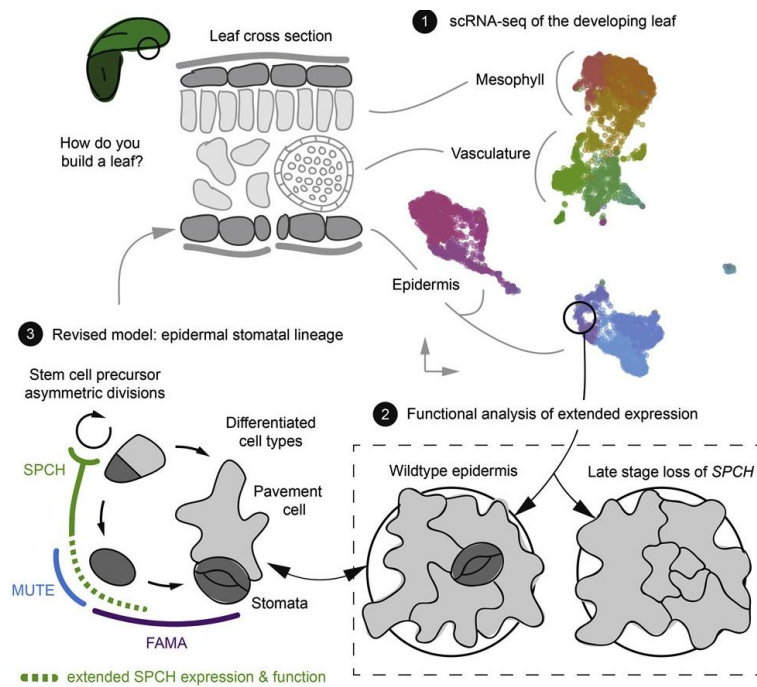 Leaf cross section
How do you
build a leaf?
1 scRNA-seq of the developing leaf
Mesophyll
Vasculature
Epidermis
3 Revised model: epidermal stomatal lineage
Stem cell precursor
asymmetric divisions
Differentiated
cell types
SPCH
Pavement
cell
MUTE
Stomata
FAMA
extended SPCH expression & function
2 Functional analysis of extended expression
Wildtype epidermis
Late stage loss of SPCH